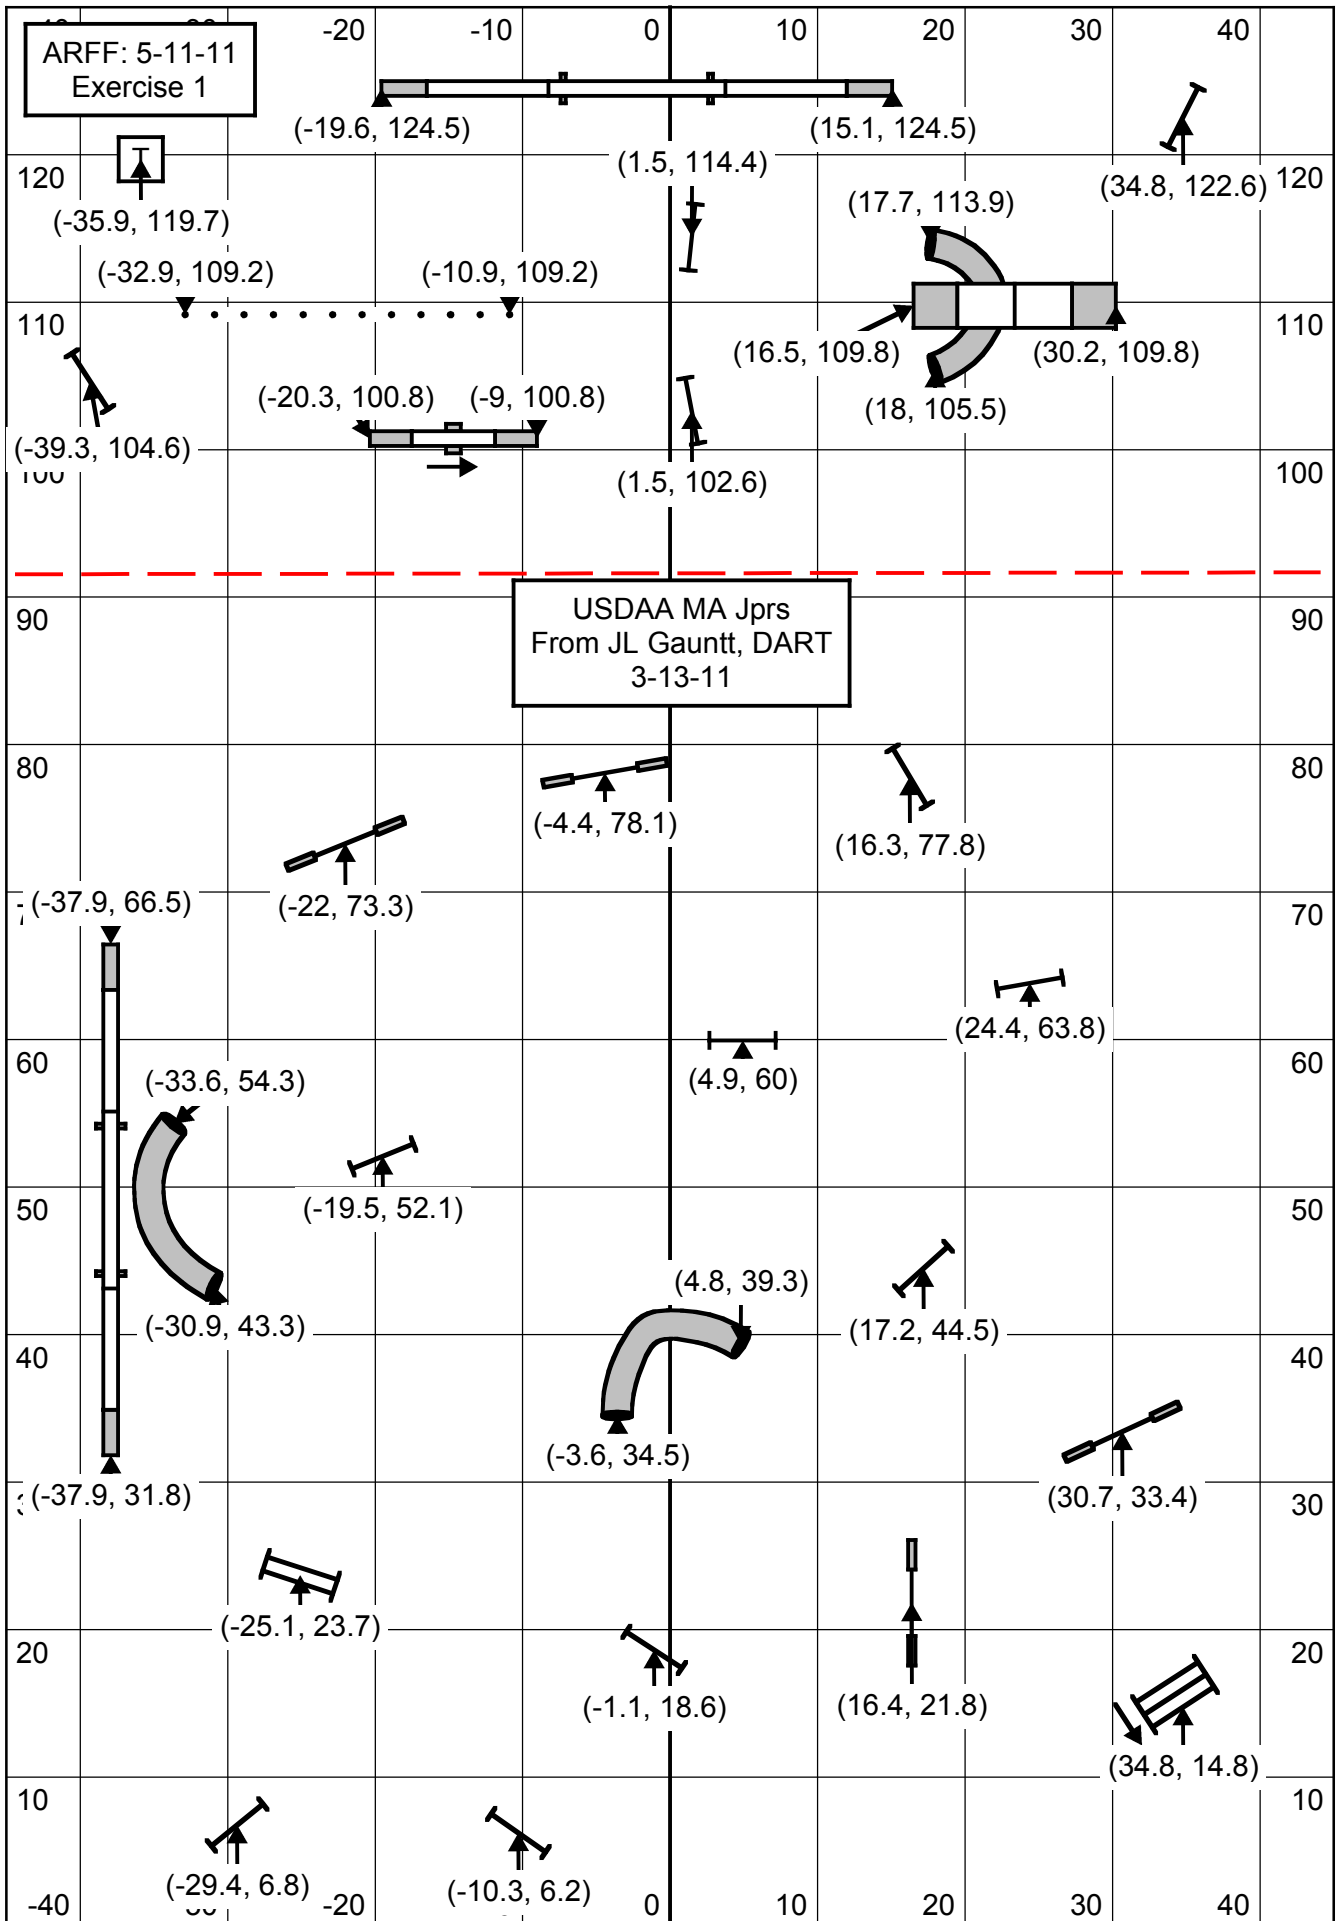 -20 -10 0 10 20 30 40
ARFF: 5-11-11
Exercise 1
(-19.6, 124.5) (15.1, 124.5)
(1.5, 114.4)
120 (34.8, 122.6) 120
(-35.9, 119.7) (17.7, 113.9)
(-32.9, 109.2) (-10.9, 109.2)
110 110
(16.5, 109.8) (30.2, 109.8)
(-20.3, 100.8) (-9, 100.8) (18, 105.5)
(-39.3, 104.6)
100 (1.5, 102.6) 100
90 90
USDAA MA Jprs
From JL Gauntt, DART
3-13-11
80 80
(-4.4, 78.1)
(16.3, 77.8)
(-37.9, 66.5) (-22, 73.3) 70
(24.4, 63.8)
60 60
(-33.6, 54.3) (4.9, 60)
50 (-19.5, 52.1) 50
(4.8, 39.3)
(-30.9, 43.3) (17.2, 44.5)
40 40
(-3.6, 34.5)
(-37.9, 31.8) (30.7, 33.4) 30
(-25.1, 23.7)
20 20
(-1.1, 18.6) (16.4, 21.8)
(34.8, 14.8)
10 10
(-29.4, 6.8) (-10.3, 6.2)
-40 -20 0 10 20 30 40